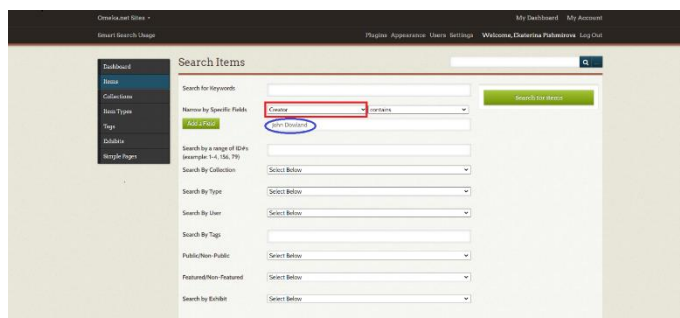 Omeka.net Sites
My Dashboard My Account
Smart Search Usage
Plugins Appearance Users Settings Welcome, Ekaterina Pishmirova Log Out
Dashboard
Items
Collections
Item Types
Tags
Exhibits
Simple Pages
Search Items
Search for Keywords
Search for items
Narrow by Specific Fields Creator contains
Add a Field John Dowland
Search by a range of ID#s
(example: 1-4, 156, 79)
Search By Collection Select Below
Search By Type Select Below
Search By User Select Below
Search By Tags
Public/Non-Public Select Below
Featured/Non-Featured Select Below
Search by Exhibit Select Below